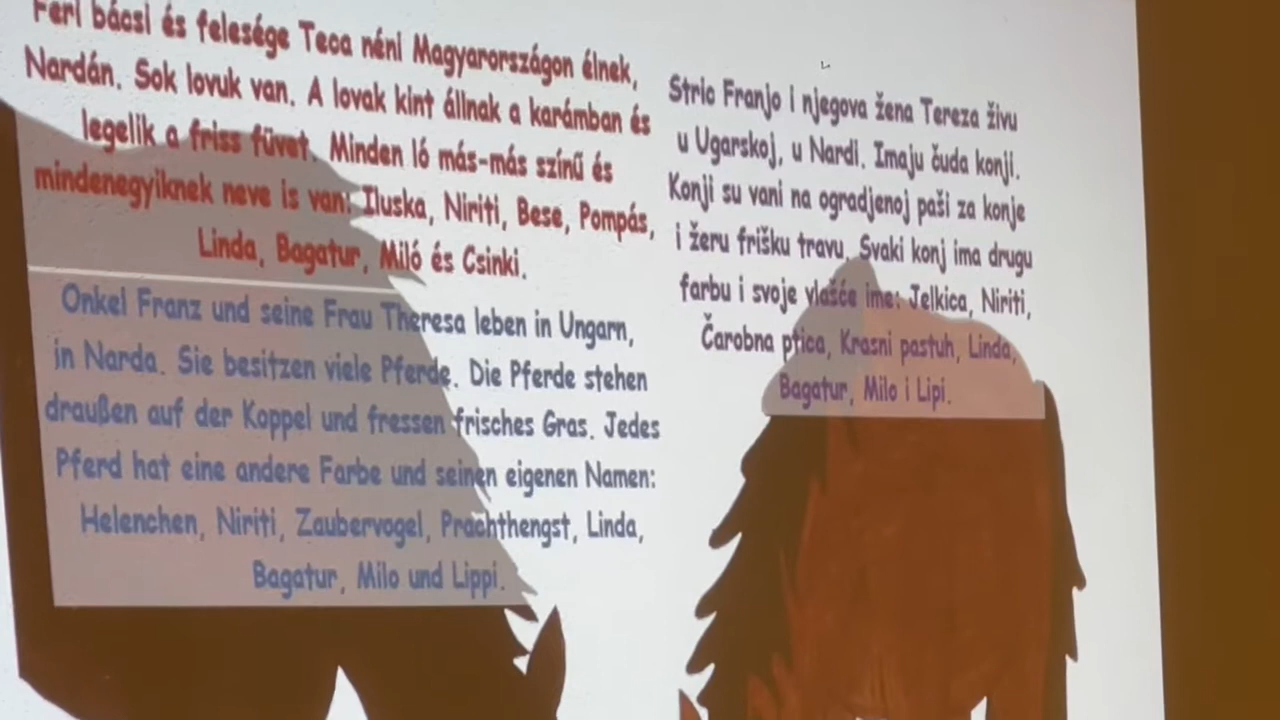 Feri bácsi és felesége Teca néni Magyarországon élnek,
Nardán. Sok lovuk van. A lovak kint állnak a karámban és
legelik a friss füvet. Minden ló más-más színű és
mindenegyiknek neve is van: Iluska, Niriti, Bese, Pompás,
Linda, Bagatur, Miló és Csinki.
Onkel Franz und seine Frau Theresa leben in Ungarn,
in Narda. Sie besitzen viele Pferde. Die Pferde stehen
draußen auf der Koppel und fressen frisches Gras. Jedes
Pferd hat eine andere Farbe und seinen eigenen Namen:
Helenchen, Niriti, Zaubervogel, Prachthengst, Linda,
Bagatur, Milo und Lippi.
Stric Franjo i njegova žena Tereza živu
u Ugarskoj, u Nardi. Imaju čuda konji.
Konji su vani na ogradjenoj paši za konje
i žeru frišku travu. Svaki konj ima drugu
farbu i svoje vlašće ime: Jelkica, Niriti,
Čarobna ptica, Krasni pastuh, Linda,
Bagatur, Milo i Lipi.